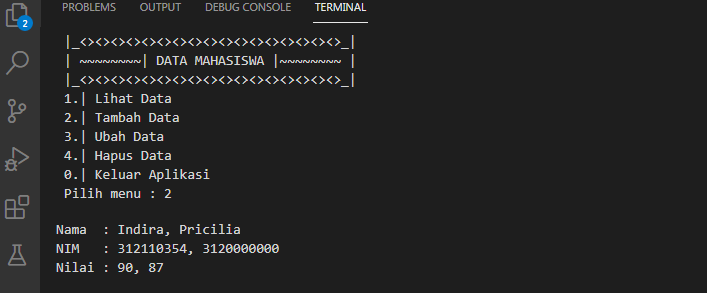 PROBLEMS OUTPUT DEBUG CONSOLE TERMINAL
2
|_<><><><><><><><><><><><><><><><><>_|
| ~~~~~~~~| DATA MAHASISWA |~~~~~~~~ |
|_<><><><><><><><><><><><><><><><><>_|
1.| Lihat Data
2.| Tambah Data
3.| Ubah Data
4.| Hapus Data
0.| Keluar Aplikasi
Pilih menu : 2
Nama  : Indira, Pricilia
NIM   : 312110354, 3120000000
Nilai : 90, 87